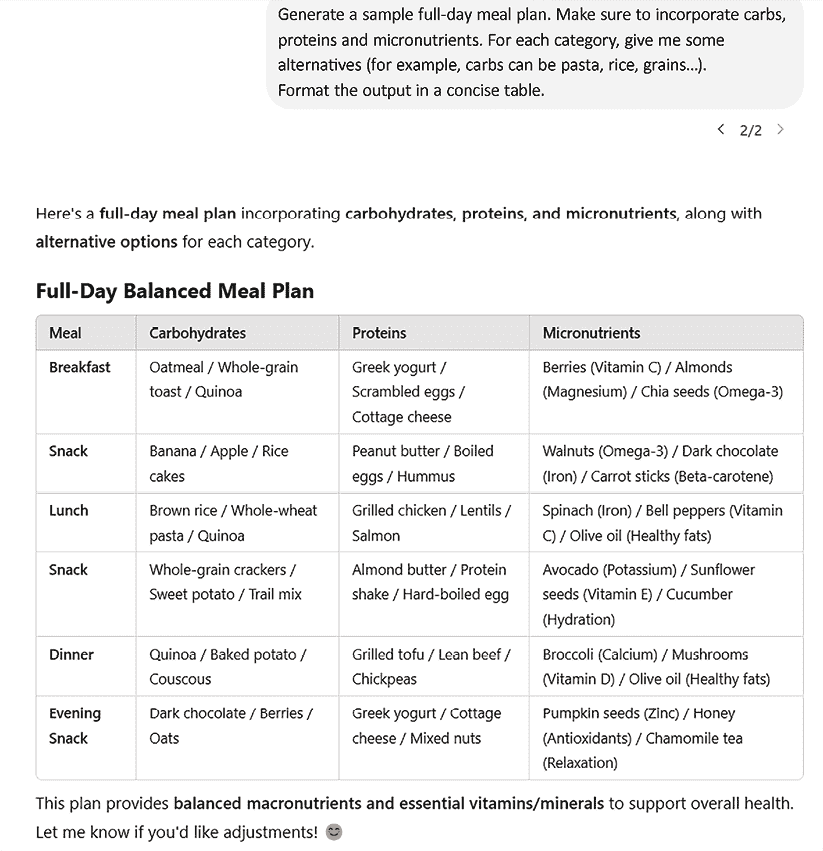 Generate a sample full-day meal plan. Make sure to incorporate carbs,
proteins and micronutrients. For each category, give me some
alternatives (for example, carbs can be pasta, rice, grains...).
Format the output in a concise table.
< 2/2 >
Here's a full-day meal plan incorporating carbohydrates, proteins, and micronutrients, along with
alternative options for each category.
Full-Day Balanced Meal Plan
Meal Carbohydrates Proteins Micronutrients
Breakfast Oatmeal / Whole-grain Greek yogurt / Berries (Vitamin C) / Almonds
toast / Quinoa Scrambled eggs / (Magnesium) / Chia seeds (Omega-3)
Cottage cheese
Snack Banana / Apple / Rice Peanut butter / Boiled Walnuts (Omega-3) / Dark chocolate
cakes eggs / Hummus (Iron) / Carrot sticks (Beta-carotene)
Lunch Brown rice / Whole-wheat Grilled chicken / Lentils / Spinach (Iron) / Bell peppers (Vitamin
pasta / Quinoa Salmon C) / Olive oil (Healthy fats)
Snack Whole-grain crackers / Almond butter / Protein Avocado (Potassium) / Sunflower
Sweet potato / Trail mix shake / Hard-boiled egg seeds (Vitamin E) / Cucumber
(Hydration)
Dinner Quinoa / Baked potato / Grilled tofu / Lean beef / Broccoli (Calcium) / Mushrooms
Couscous Chickpeas (Vitamin D) / Olive oil (Healthy fats)
Evening Dark chocolate / Berries / Greek yogurt / Cottage Pumpkin seeds (Zinc) / Honey
Snack Oats cheese / Mixed nuts (Antioxidants) / Chamomile tea
(Relaxation)
This plan provides balanced macronutrients and essential vitamins/minerals to support overall health.
Let me know if you'd like adjustments! 😊